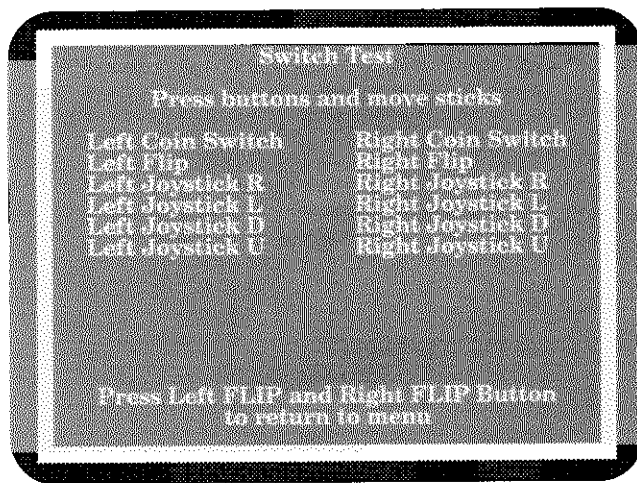 Switch Test
Press buttons and move sticks
Left Coin Switch
Left Flip
Left Joystick R
Left Joystick L
Left Joystick D
Left Joystick U
Right Coin Switch
Right Flip
Right Joystick R
Right Joystick L
Right Joystick D
Right Joystick U
Press Left FLIP and Right FLIP Button
to return to menu